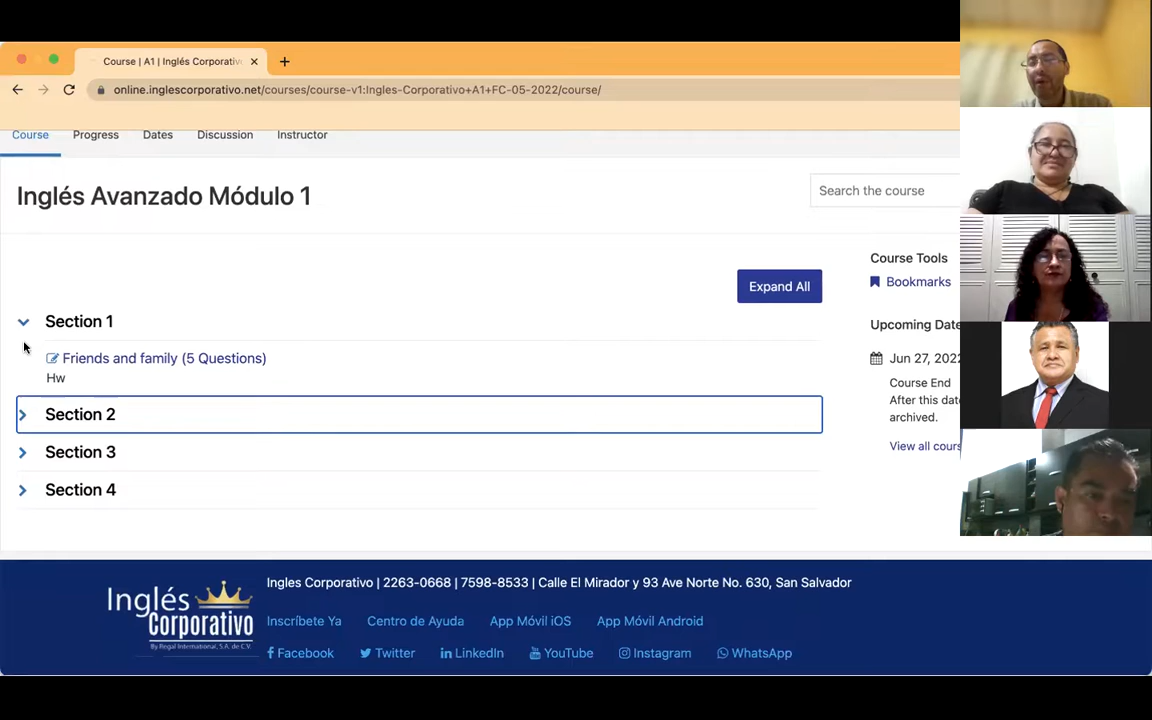 Course | A1 | Inglés Corporativ
online.inglescorporativo.net/courses/course-v1:Ingles-Corporativo+A1+FC-05-2022/course/
Course Progress Dates Discussion Instructor
Inglés Avanzado Módulo 1
Search the course
Course Tools
Bookmarks
Expand All
Section 1
Friends and family (5 Questions)
Hw
Section 2
Section 3
Section 4
Upcoming Date
Jun 27, 2022
Course End
After this date
archived.
View all cours
Inglés
Corporativo
By Regal International, S.A. de C.V.
Ingles Corporativo | 2263-0668 | 7598-8533 | Calle El Mirador y 93 Ave Norte No. 630, San Salvador
Inscríbete Ya Centro de Ayuda App Móvil iOS App Móvil Android
Facebook Twitter LinkedIn YouTube Instagram WhatsApp